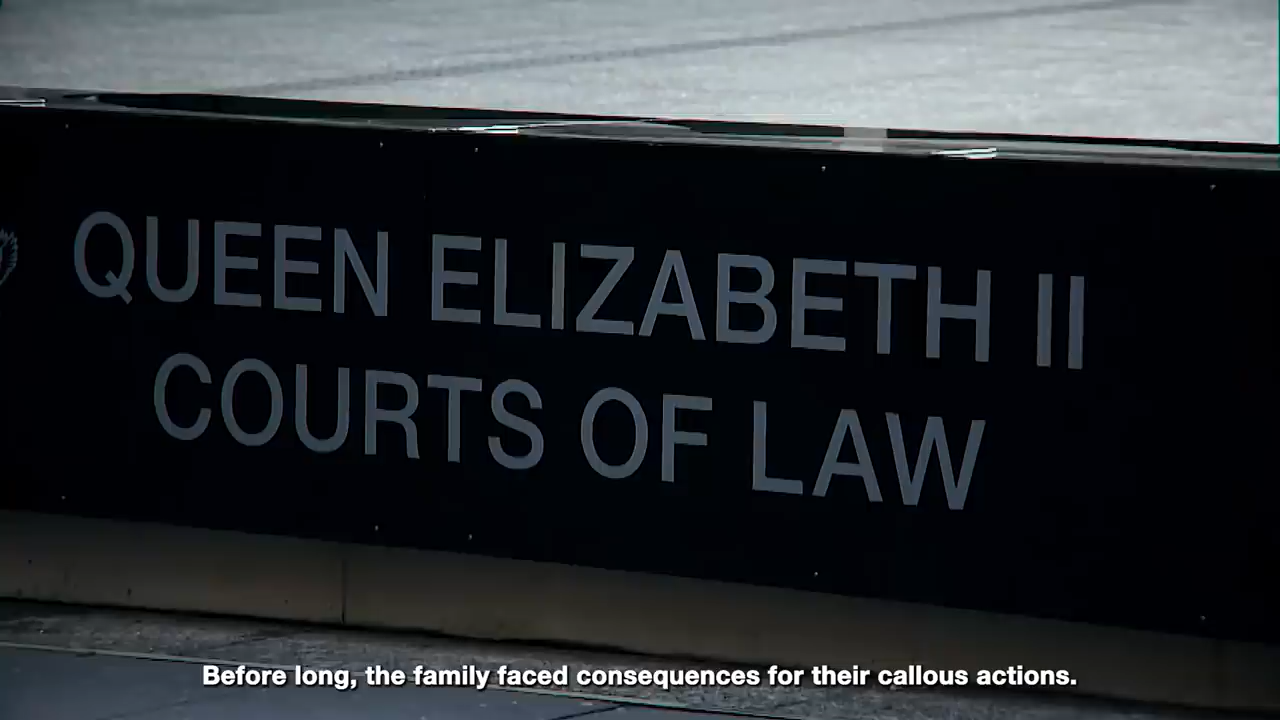 QUEEN ELIZABETH II
COURTS OF LAW
Before long, the family faced consequences for their callous actions.